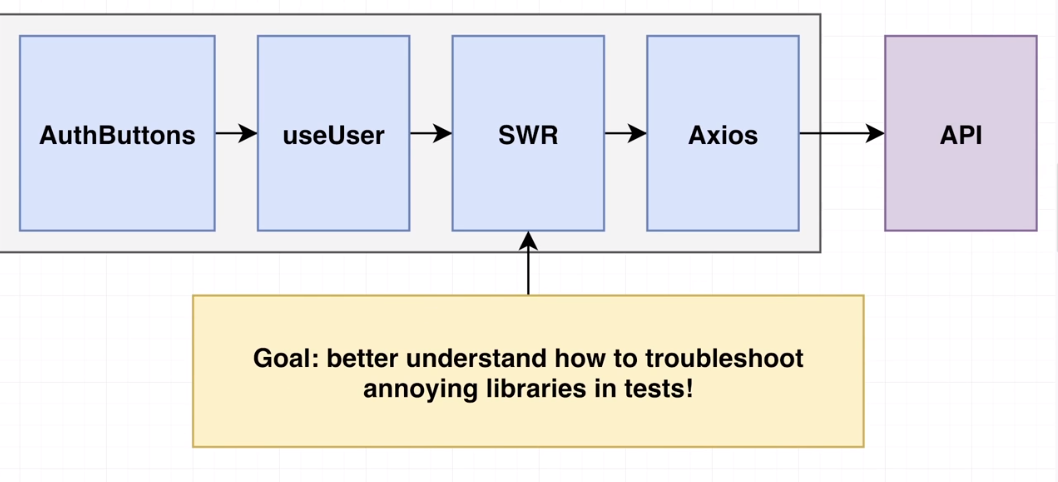 AuthButtons
useUser
SWR
Axios
API
Goal: better understand how to troubleshoot
annoying libraries in tests!